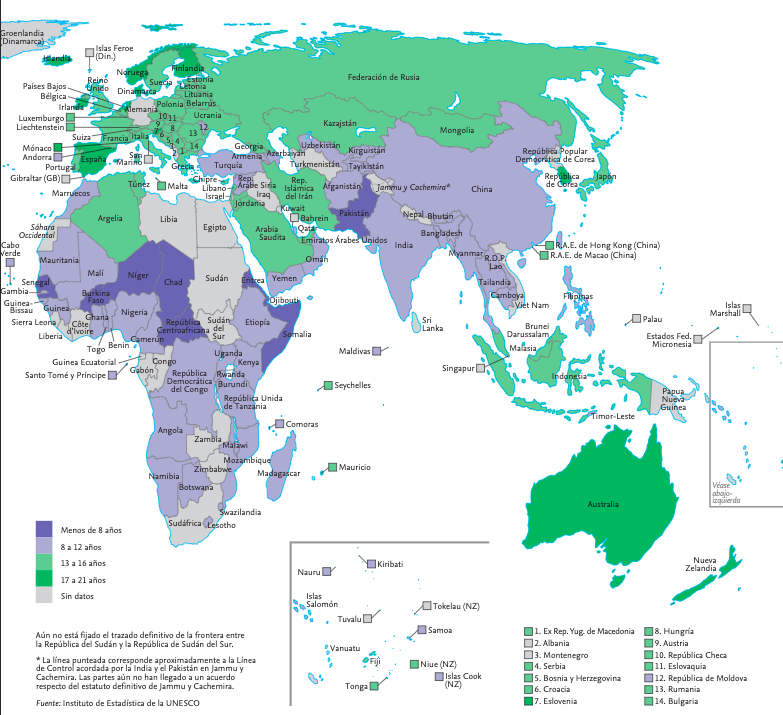 Groenlandia
(Dinamarca)
Islas Feroe
(Din.)
Islandia
Noruega
Finlandia
Suecia
Estonia
Letonia
Lituania
Reino
Unido
Dinamarca
Países Bajos
Bélgica
Irlanda
Alemania
Polonia
Belarrús
Federación de Rusia
Luxemburgo
Liechtenstein
10
11
Ucrania
9
8
12
7
6
13
5
4
14
3
2
1
Suiza
Francia
Italia
Mónaco
Andorra
España
San
Marino
Portugal
Gibraltar (GB)
Grecia
Malta
Túnez
Chipre
Líbano
Israel
Kazajstán
Mongolia
Georgia
Armenia
Azerbaiyán
Turquía
Uzbekistán
Turkmenistán
Kirguistán
Tayikistán
República Popular
Democrática de Corea
República
de Corea
Japón
Marruecos
Rep.
Árabe Siria
Iraq
Jordania
Rep.
Islámica
del Irán
Afganistán
Jammu y Cachemira*
China
Kuwait
Bahrein
Qatar
Pakistán
Nepal
Bhután
Argelia
Libia
Egipto
Arabia
Saudita
Emiratos Árabes Unidos
Omán
India
Bangladesh
Myanmar
R.D.P.
Lao
R.A.E. de Hong Kong (China)
R.A.E. de Macao (China)
Sáhara
Occidental
Cabo
Verde
Mauritania
Malí
Níger
Chad
Sudán
Eritrea
Yemen
Tailandia
Camboya
Viet Nam
Filipinas
Senegal
Gambia
Guinea-
Bissau
Guinea
Sierra Leona
Liberia
Burkina
Faso
Côte
d'Ivoire
Ghana
Togo
Benin
Nigeria
Camerún
República
Centroafricana
Sudán
del
Sur
Etiopía
Djibouti
Somalia
Sri
Lanka
Palau
Islas
Marshall
Estados Fed.
Micronesia
Brunei
Darussalam
Malasia
Guinea Ecuatorial
Santo Tomé y Príncipe
Gabón
Congo
República
Democrática
del Congo
Uganda
Kenya
Rwanda
Burundi
República Unida
de Tanzanía
Maldivas
Seychelles
Singapur
Indonesia
Papua
Nueva
Guinea
Timor-Leste
Comoras
Angola
Zambia
Malawi
Mozambique
Zimbabwe
Madagascar
Mauricio
Namibia
Botswana
Swazilandia
Sudáfrica
Lesotho
Australia
Nueva
Zelandia
Véase
abajo-
izquierda
Menos de 8 años
8 a 12 años
13 a 16 años
17 a 21 años
Sin datos
Nauru
Kiribati
Islas
Salomón
Tuvalu
Tokelau (NZ)
Samoa
Vanuatu
Fiji
Niue (NZ)
Tonga
Islas Cook
(NZ)
Aún no está fijado el trazado definitivo de la frontera entre
la República del Sudán y la República de Sudán del Sur.
* La línea punteada corresponde aproximadamente a la Línea
de Control acordada por la India y el Pakistán en Jammu y
Cachemira. Las partes aún no han llegado a un acuerdo
respecto del estatuto definitivo de Jammu y Cachemira.
Fuente: Instituto de Estadística de la UNESCO
1. Ex Rep. Yug. de Macedonia
2. Albania
3. Montenegro
4. Serbia
5. Bosnia y Herzegovina
6. Croacia
7. Eslovenia
8. Hungría
9. Austria
10. República Checa
11. Eslovaquia
12. República de Moldova
13. Rumania
14. Bulgaria